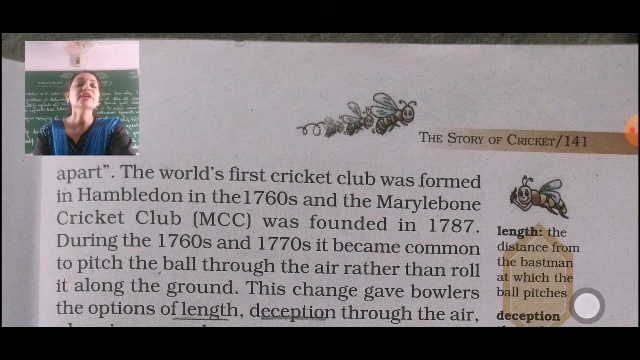 THE STORY OF CRICKET/141
apart". The world's first cricket club was formed
in Hambledon in the1760s and the Marylebone
Cricket Club (MCC) was founded in 1787.
During the 1760s and 1770s it became common
to pitch the ball through the air rather than roll
it along the ground. This change gave bowlers
the options of length, deception through the air,
length: the
distance from
the bastman
at which the
ball pitches
deception